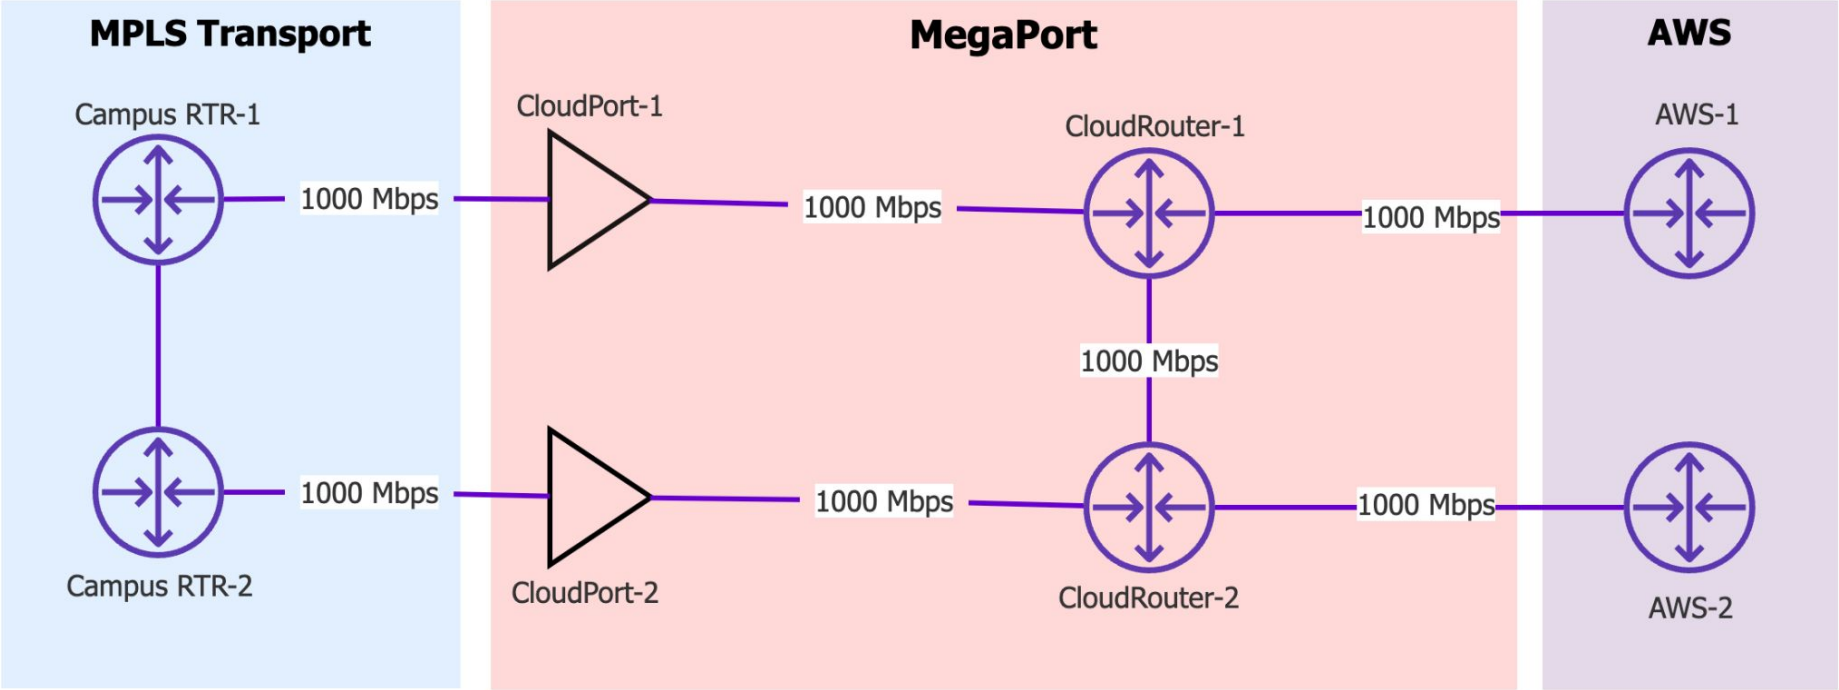 MPLS Transport
MegaPort
AWS
Campus RTR-1
CloudPort-1
CloudRouter-1
AWS-1
1000 Mbps
1000 Mbps
1000 Mbps
1000 Mbps
1000 Mbps
1000 Mbps
1000 Mbps
Campus RTR-2
CloudPort-2
CloudRouter-2
AWS-2